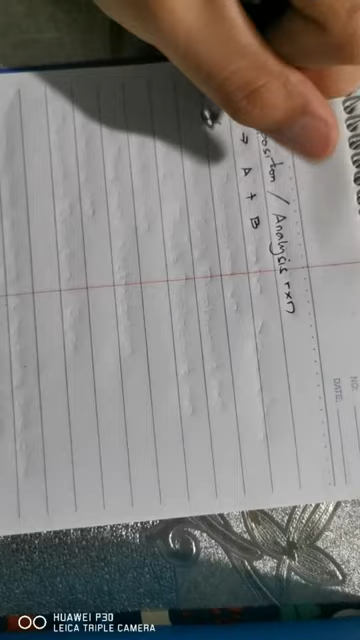 NO:
DATE:
/ Analysis rxn
→ A + B
HUAWEI P30
LEICA TRIPLE CAMERA